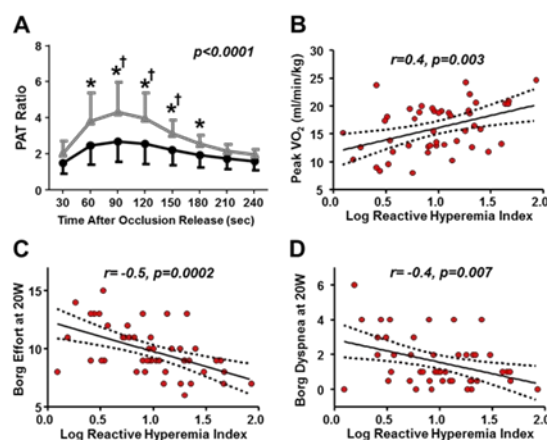 A
p<0.0001
PAT Ratio
8
6
4
2
0
* *† *† *† *
30 60 90 120 150 180 210 240
Time After Occlusion Release (sec)
B
r=0.4, p=0.003
Peak VO₂ (ml/min/kg)
30
25
20
15
10
5
0
0.0 0.5 1.0 1.5 2.0
Log Reactive Hyperemia Index
C
r= -0.5, p=0.0002
Borg Effort at 20W
15
10
5
0.0 0.5 1.0 1.5 2.0
Log Reactive Hyperemia Index
D
r= -0.4, p=0.007
Borg Dyspnea at 20W
6
4
2
0
0.0 0.5 1.0 1.5 2.0
Log Reactive Hyperemia Index